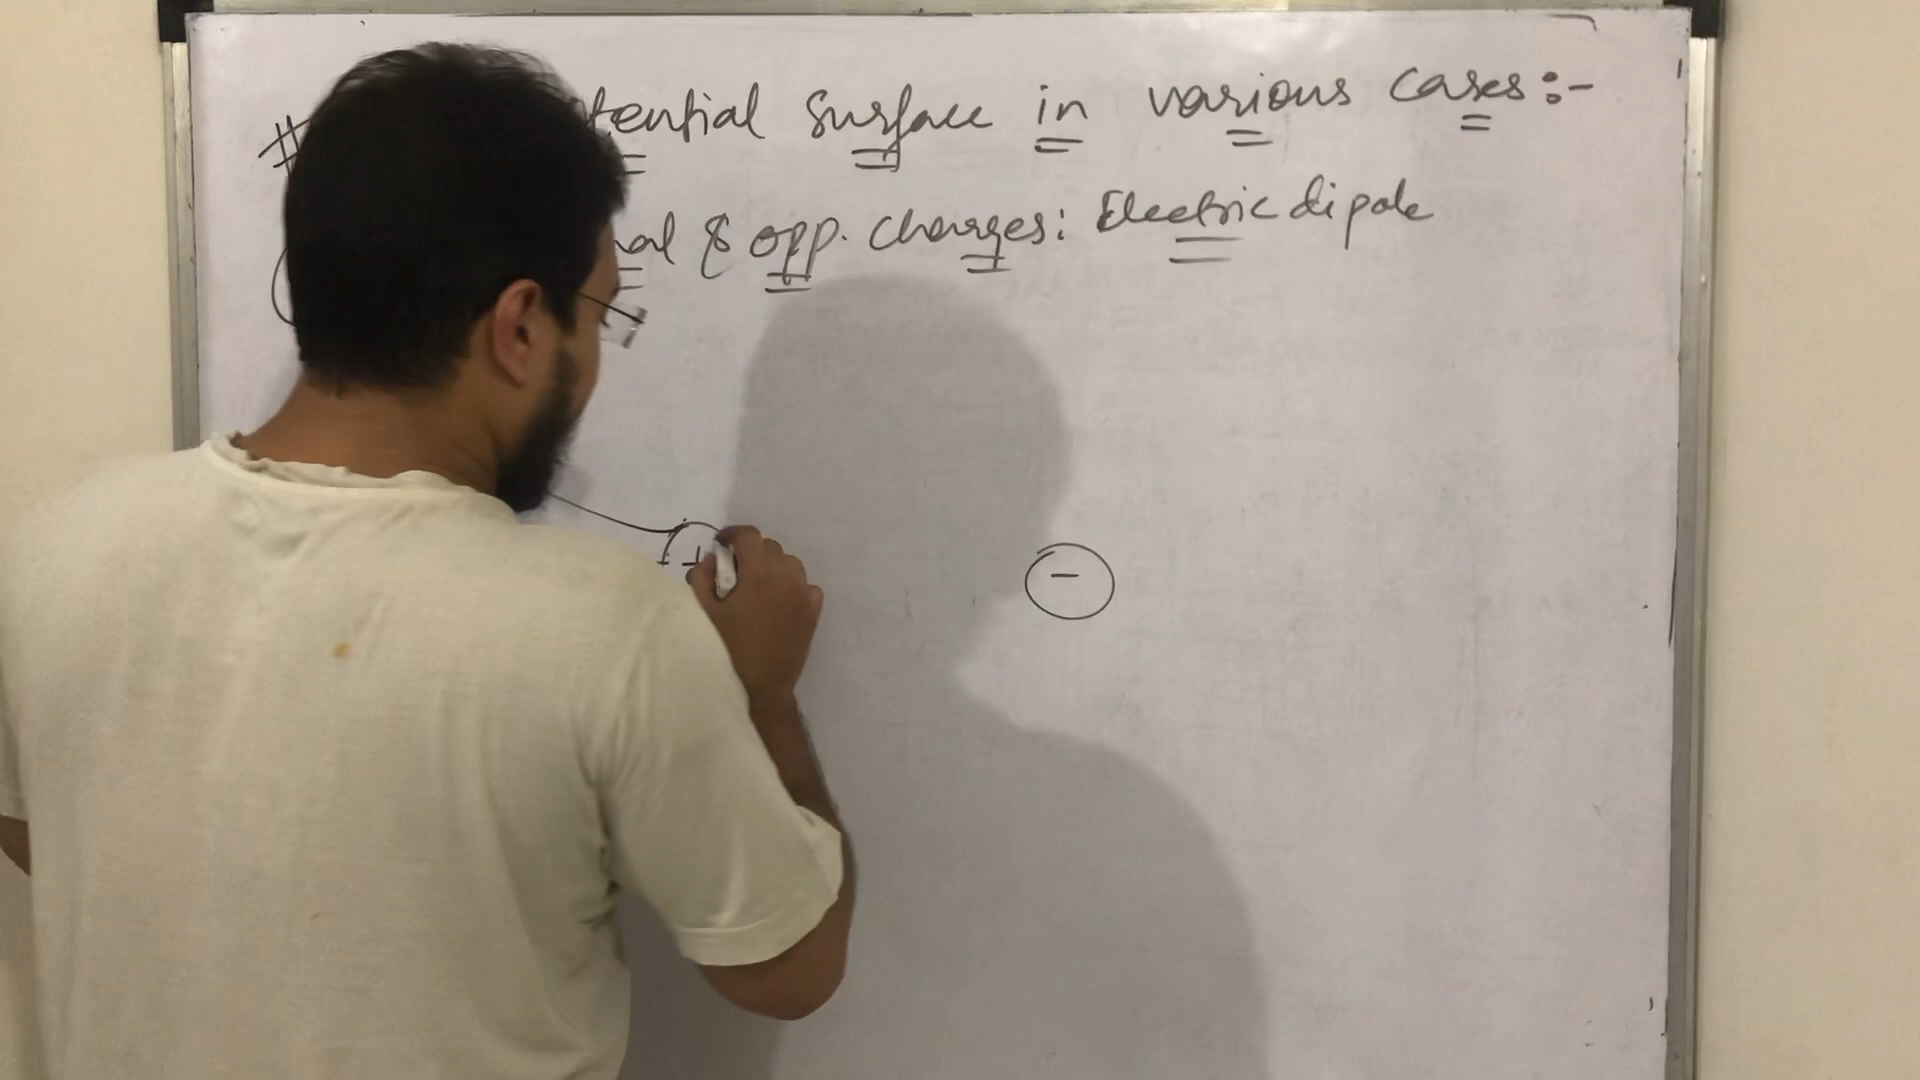 # tential Surface in various cases:-
al & opp. charges: Electric dipole
+ -